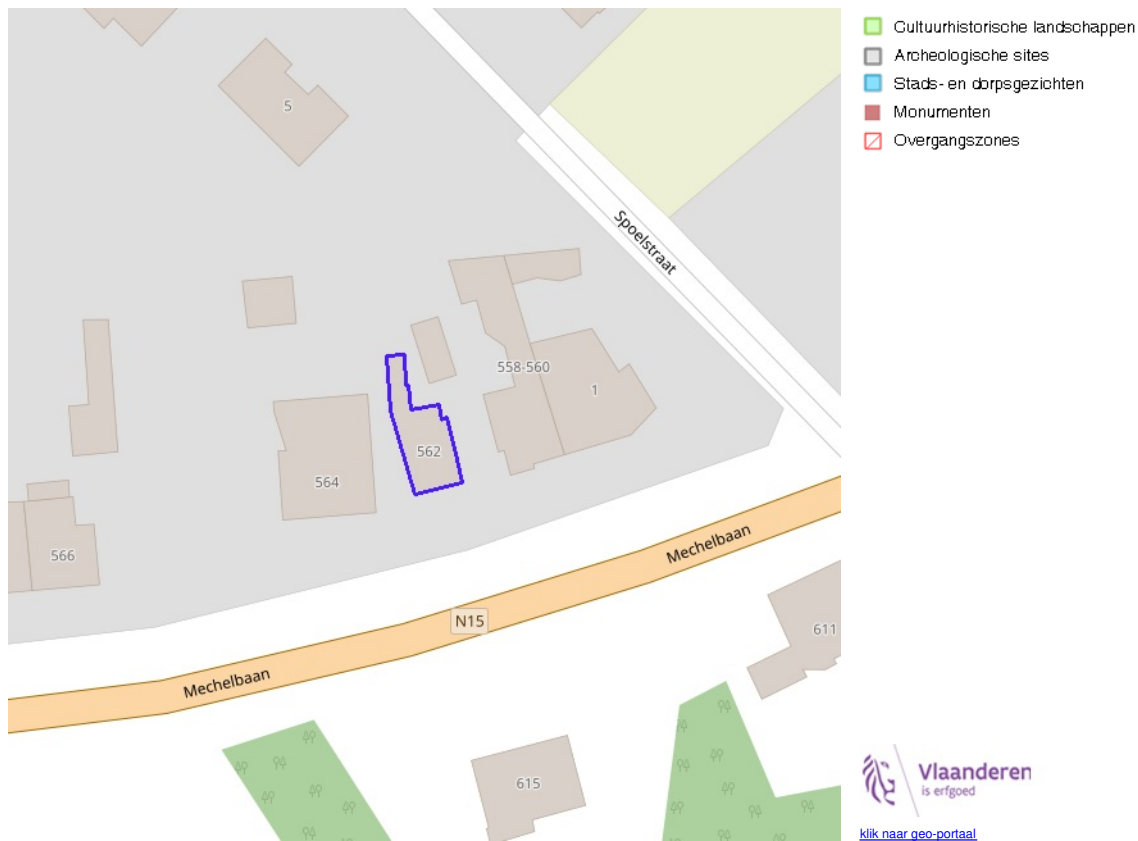 Cultuurhistorische landschappen
Archeologische sites
Stads- en dorpsgezichten
Monumenten
Overgangszones
5
Spoelstraat
558-560
1
562
564
566
Mechelbaan
N15
611
Mechelbaan
615
Vlaanderen
is erfgoed
klik naar geo-portaal